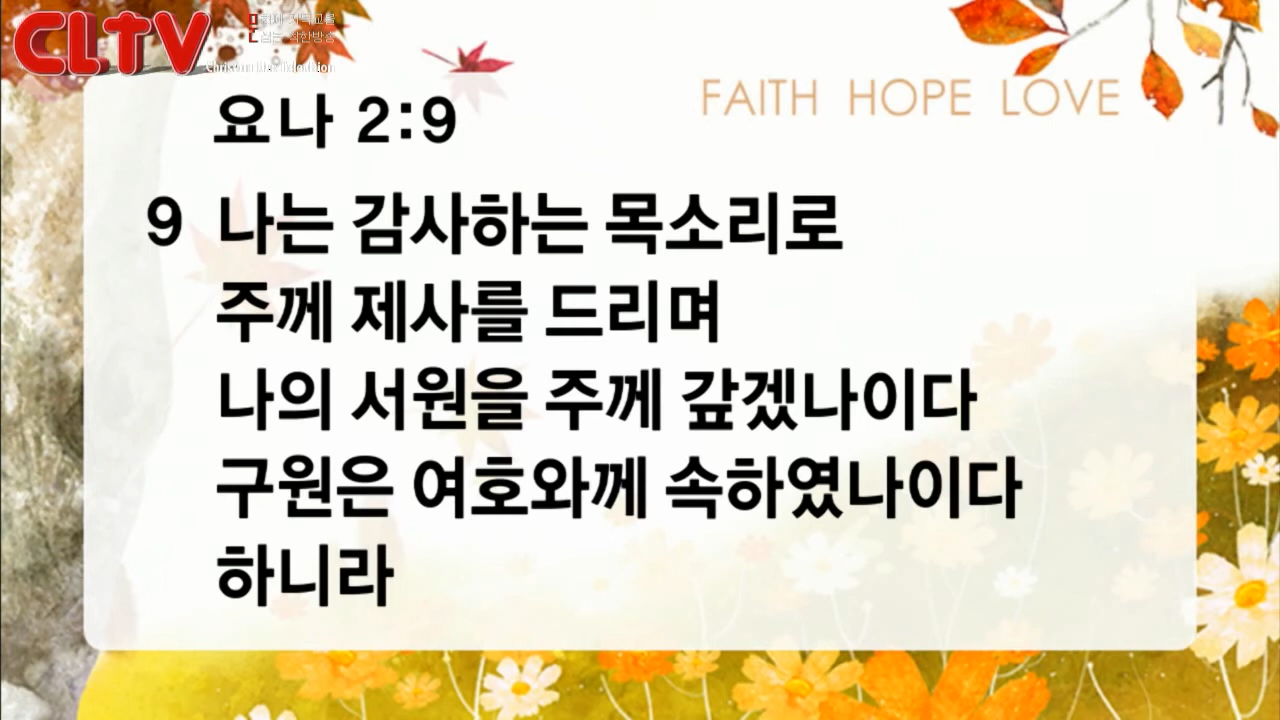 CLTV
FAITH HOPE LOVE
요나 2:9
9 나는 감사하는 목소리로
주께 제사를 드리며
나의 서원을 주께 갚겠나이다
구원은 여호와께 속하였나이다
하니라